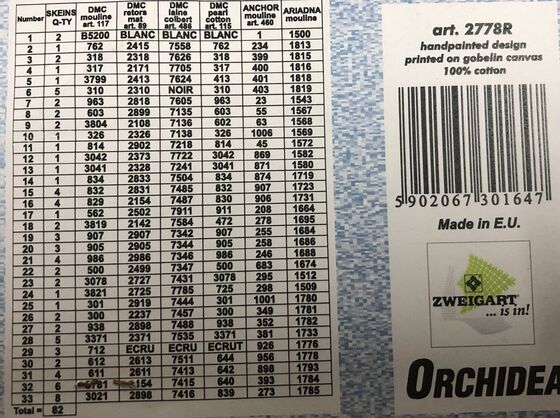 Number SKEINS Q-TY DMC mouline art. 117 DMC retors mat art. 89 DMC laine colbert art. 486 DMC pearl cotton art. 115 ANCHOR mouline art. 460 ARIADNA mouline
1 2 B5200 BLANC BLANC BLANC 1 1500
2 1 762 2415 7558 762 234 1813
3 2 318 2318 7626 318 399 1815
4 1 317 2171 7705 317 400 1816
5 1 3799 2413 7624 413 401 1818
6 5 310 2310 NOIR 310 403 1819
7 2 963 2818 7605 963 23 1543
8 2 603 2899 7135 603 55 1567
9 2 3804 2108 7136 602 63 1568
10 1 326 2326 7138 326 1006 1569
11 1 814 2902 7218 814 45 1572
12 1 3042 2373 7722 3042 869 1582
13 1 3041 2328 7241 3041 871 1580
14 1 834 2833 7504 834 874 1719
15 4 832 2831 7485 832 907 1723
16 4 829 2154 7487 830 906 1731
17 1 562 2502 7911 911 208 1664
18 2 3819 2142 7584 472 278 1695
19 3 907 2907 7342 907 255 1684
20 3 905 2905 7344 905 258
21 4 986 2986 7346 986 246 1688
22 2 500 2499 7347 500 683 1674
23 2 3078 2727 7431 3078 295 1512
24 1 3821 2725 7785 725 298 1509
25 1 301 2919 7444 301 1001 1780
26 2 300 2237 7457 300 349 1781
27 2 938 2898 7488 938 352 1782
28 5 3371 2371 7535 3371 381 1733
29 3 712 ECRU ECRU ECRUT 926 1776
30 2 612 2613 7511 644 956 1778
31 4 611 2611 7413 642 898 1793
32 6 7415 640 393 1784
33 8 3021 2898 7416 839 273 1785
Total = 82
art. 2778R
handpainted design
printed on gobelin canvas
100% cotton
5 902067 301647
Made in E.U.
ZWEIGART
... is in!
ORCHIDEA